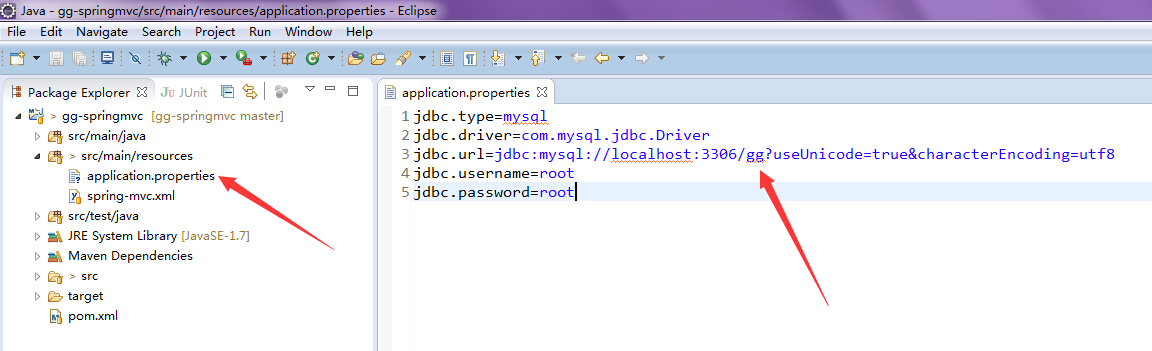 Java - gg-springmvc/src/main/resources/application.properties - Eclipse
File Edit Navigate Search Project Run Window Help
Package Explorer JUnit
gg-springmvc [gg-springmvc master]
src/main/java
> src/main/resources
application.properties
spring-mvc.xml
src/test/java
JRE System Library [JavaSE-1.7]
Maven Dependencies
> src
target
pom.xml
application.properties
1 jdbc.type=mysql
2 jdbc.driver=com.mysql.jdbc.Driver
3 jdbc.url=jdbc:mysql://localhost:3306/gg?useUnicode=true&characterEncoding=utf8
4 jdbc.username=root
5 jdbc.password=root